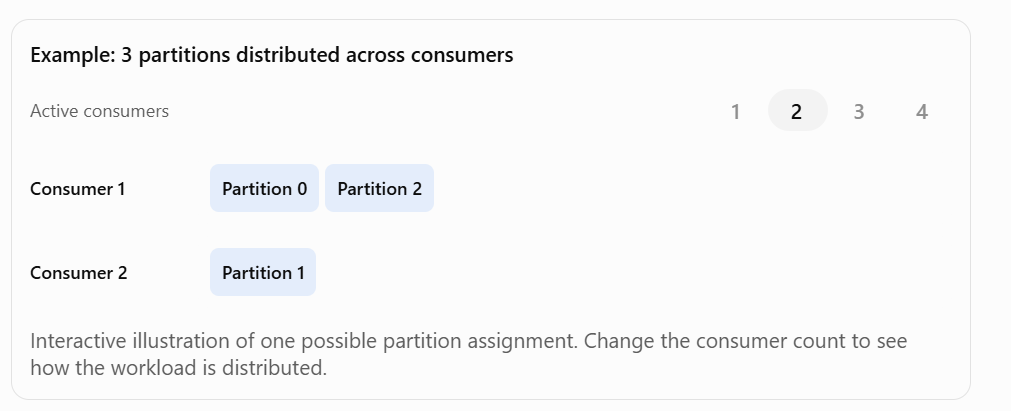 Example: 3 partitions distributed across consumers
Active consumers 1 2 3 4
Consumer 1 Partition 0 Partition 2
Consumer 2 Partition 1
Interactive illustration of one possible partition assignment. Change the consumer count to see
how the workload is distributed.